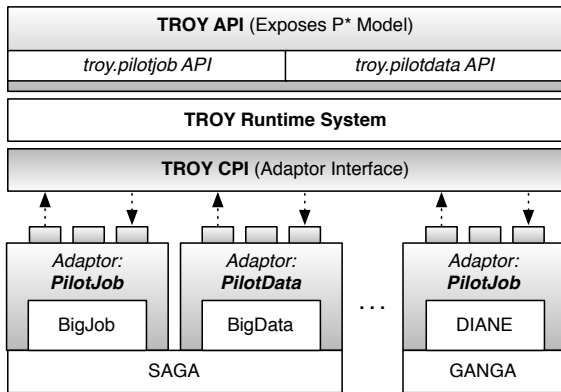 TROY API (Exposes P* Model)
troy.pilotjob API troy.pilotdata API
TROY Runtime System
TROY CPI (Adaptor Interface)
Adaptor: Adaptor: Adaptor:
PilotJob PilotData PilotJob
...
BigJob BigData DIANE
SAGA GANGA